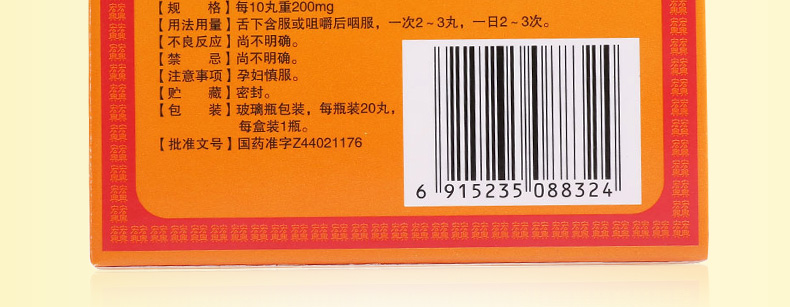 【规　　格】每10丸重200mg
【用法用量】舌下含服或咀嚼后咽服，一次2～3丸，一日2～3次。
【不良反应】尚不明确。
【禁　　忌】尚不明确。
【注意事项】孕妇慎服。
【贮　　藏】密封。
【包　　装】玻璃瓶包装，每瓶装20丸，
每盒装1瓶。
【批准文号】国药准字Z44021176
6 915235 088324